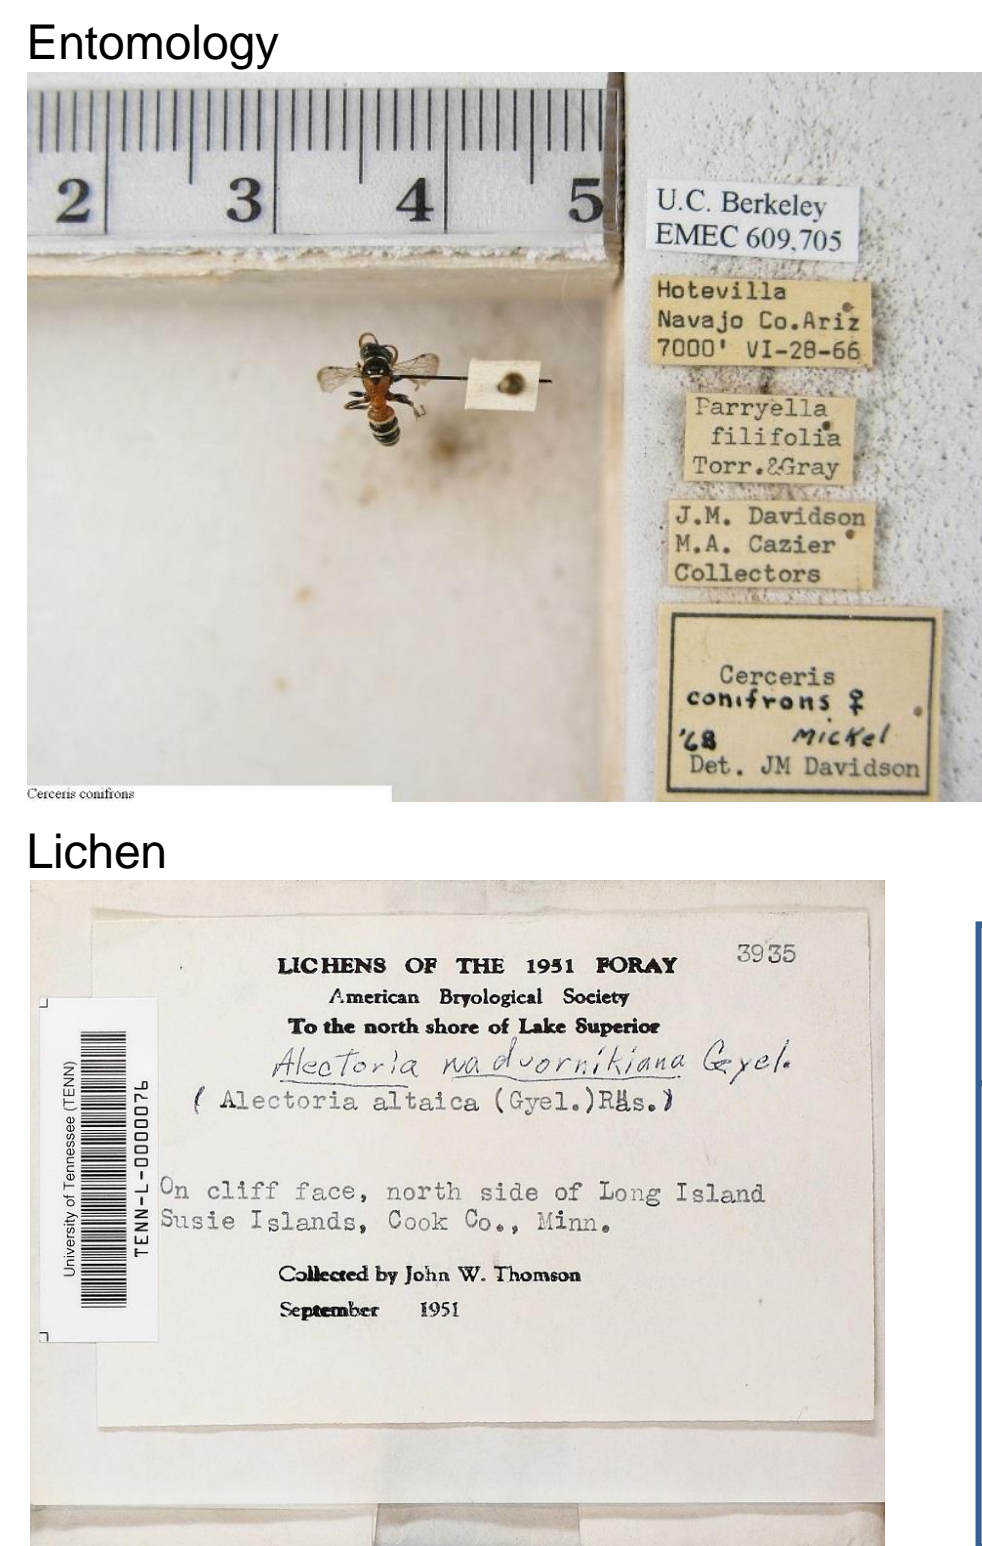 Entomology
2 3 4 5
U.C. Berkeley
EMEC 609,705
Hotevilla
Navajo Co.Ariz
7000' VI-28-66
Parryella
filifolia
Torr.&Gray
J.M. Davidson
M.A. Cazier
Collectors
Cerceris
conifrons ♀
'68 Mickel
Det. JM Davidson
Cerceris conifrons
Lichen
3935
LICHENS OF THE 1951 FORAY
American Bryological Society
To the north shore of Lake Superior
Alectoria nadvornikiana Gyel.
( Alectoria altaica (Gyel.)Räs.)
University of Tennessee (TENN)
TENN-L-0000076
On cliff face, north side of Long Island
Susie Islands, Cook Co., Minn.
Collected by John W. Thomson
September 1951